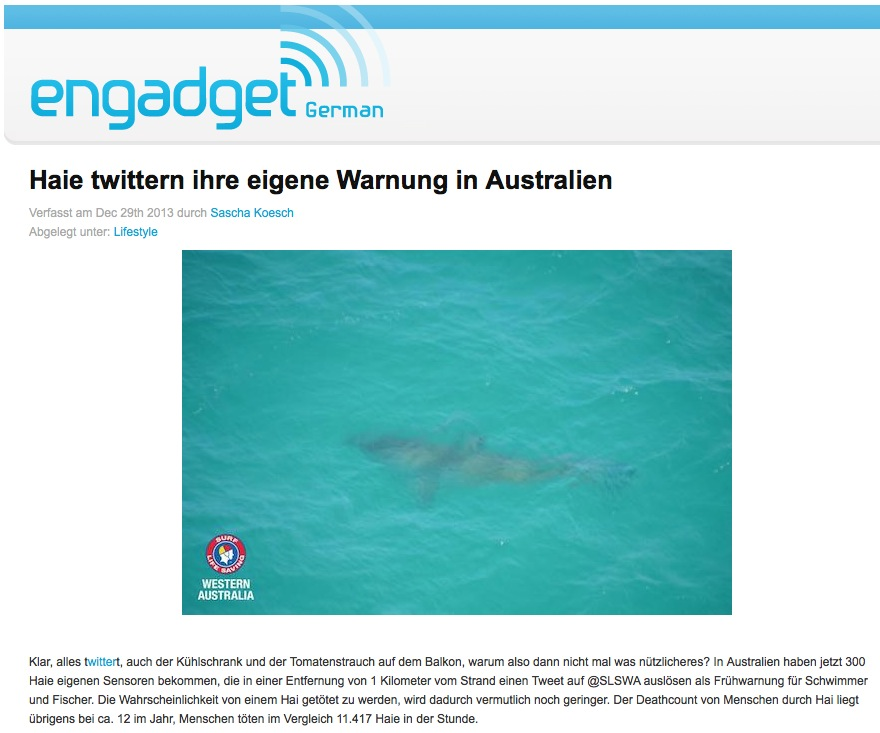 engadget
German
Haie twittern ihre eigene Warnung in Australien
Verfasst am Dec 29th 2013 durch Sascha Koesch
Abgelegt unter: Lifestyle
SURF
LIFE SAVING
WESTERN
AUSTRALIA
Klar, alles twittert, auch der Kühlschrank und der Tomatenstrauch auf dem Balkon, warum also dann nicht mal was nützlicheres? In Australien haben jetzt 300
Haie eigenen Sensoren bekommen, die in einer Entfernung von 1 Kilometer vom Strand einen Tweet auf @SLSWA auslösen als Frühwarnung für Schwimmer
und Fischer. Die Wahrscheinlichkeit von einem Hai getötet zu werden, wird dadurch vermutlich noch geringer. Der Deathcount von Menschen durch Hai liegt
übrigens bei ca. 12 im Jahr, Menschen töten im Vergleich 11.417 Haie in der Stunde.